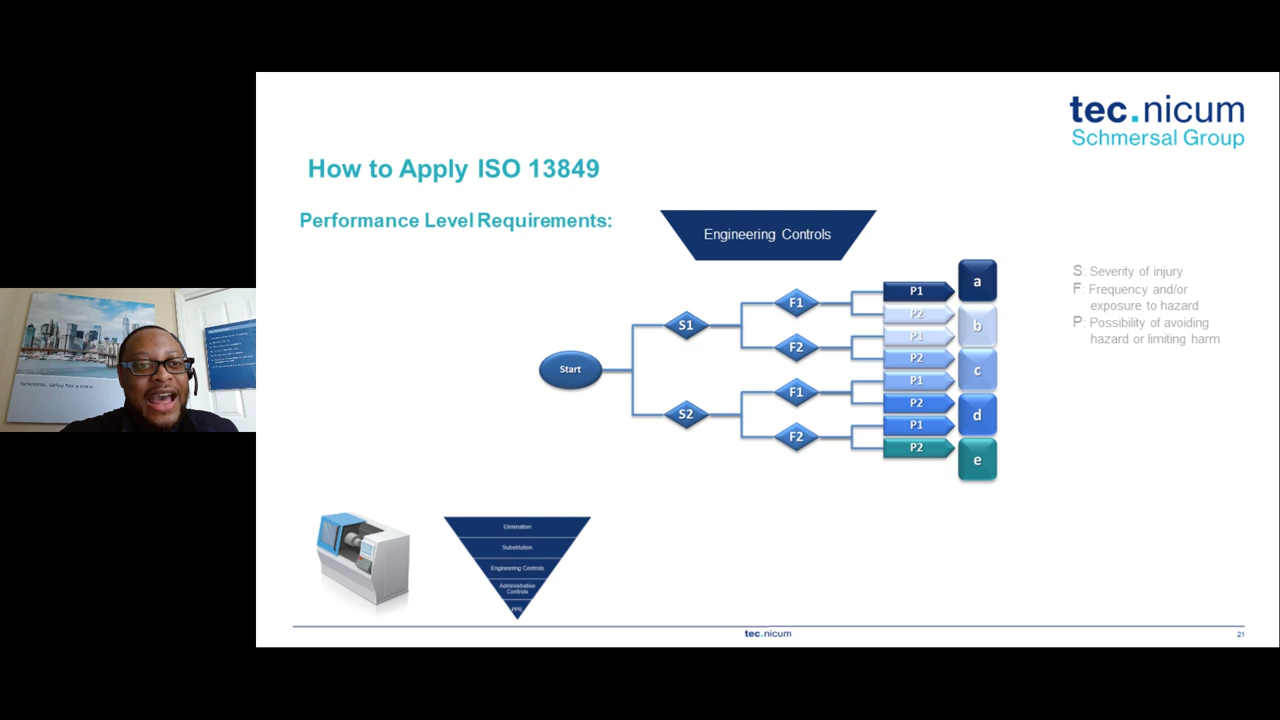 tec.nicum
Schmersal Group
How to Apply ISO 13849
Performance Level Requirements:
Engineering Controls
S: Severity of injury
F: Frequency and/or
exposure to hazard
P: Possibility of avoiding
hazard or limiting harm
Start
S1
S2
F1
F2
F1
F2
P1
P2
P1
P2
P1
P2
P1
P2
a
b
c
d
e
Elimination
Substitution
Engineering Controls
Administrative
Controls
PPE
Schmersal. Safety
tec.nicum
21